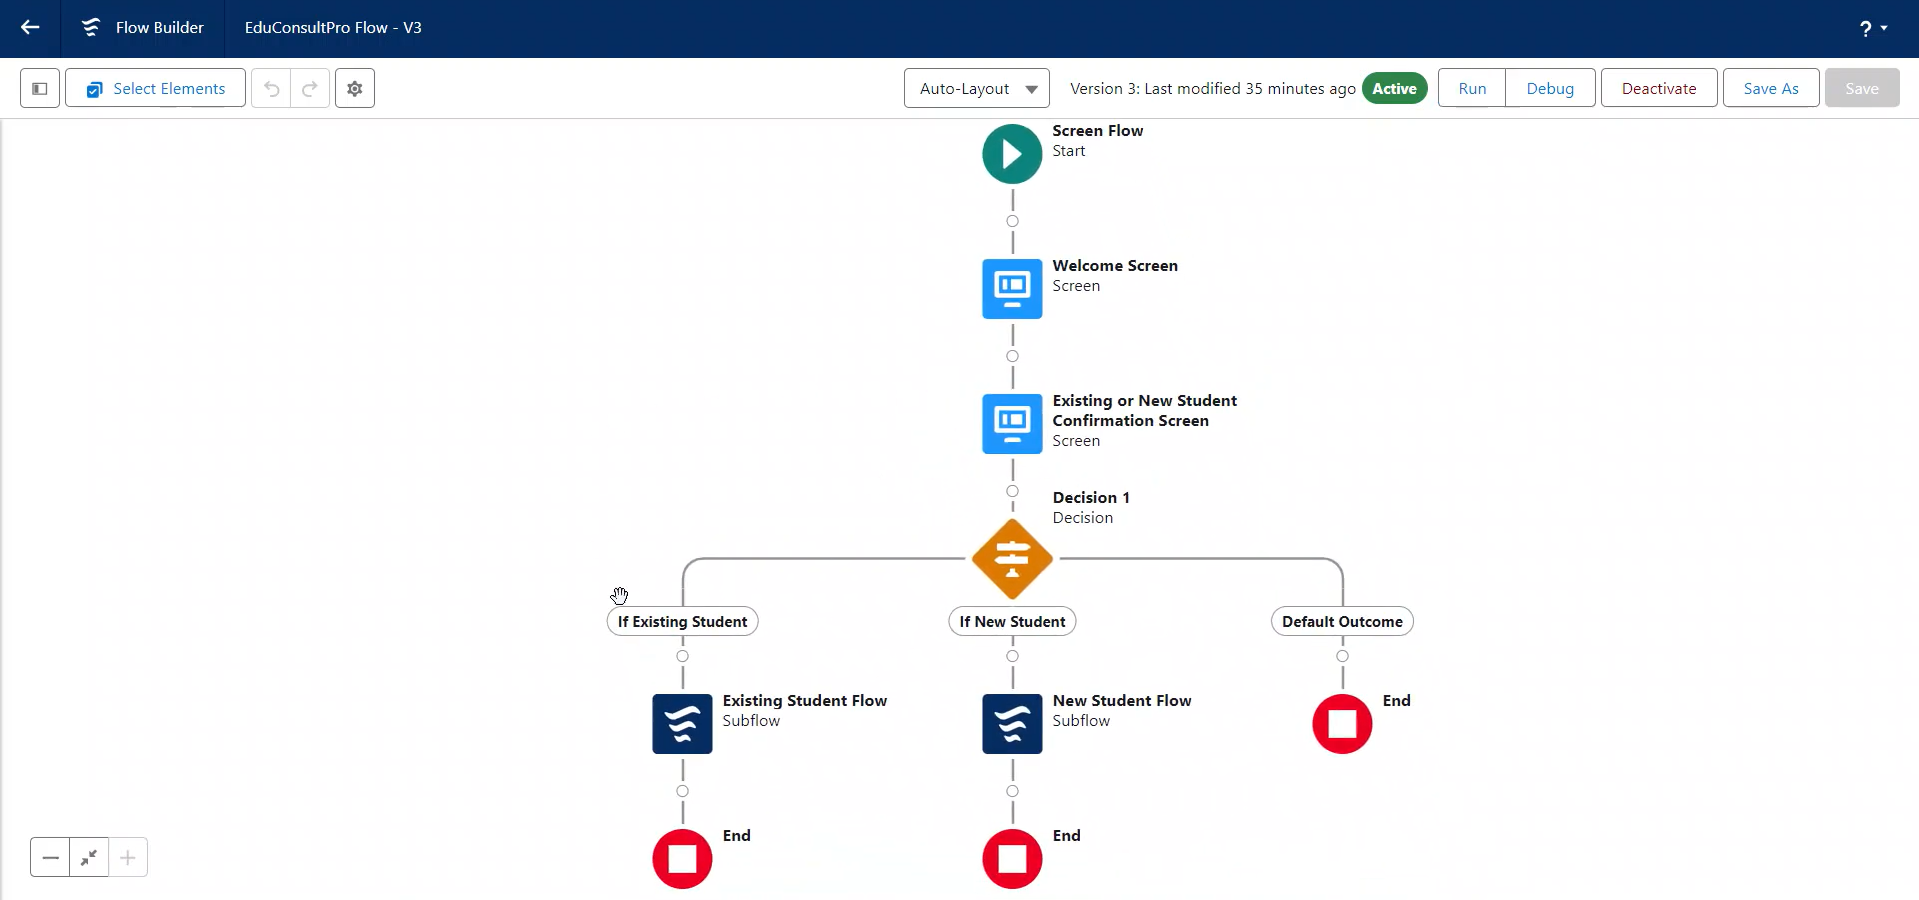 Flow Builder
EduConsultPro Flow - V3
?
Select Elements
Auto-Layout
Version 3: Last modified 35 minutes ago
Active
Run
Debug
Deactivate
Save As
Save
Screen Flow
Start
Welcome Screen
Screen
Existing or New Student
Confirmation Screen
Screen
Decision 1
Decision
If Existing Student
If New Student
Default Outcome
Existing Student Flow
Subflow
New Student Flow
Subflow
End
End
End